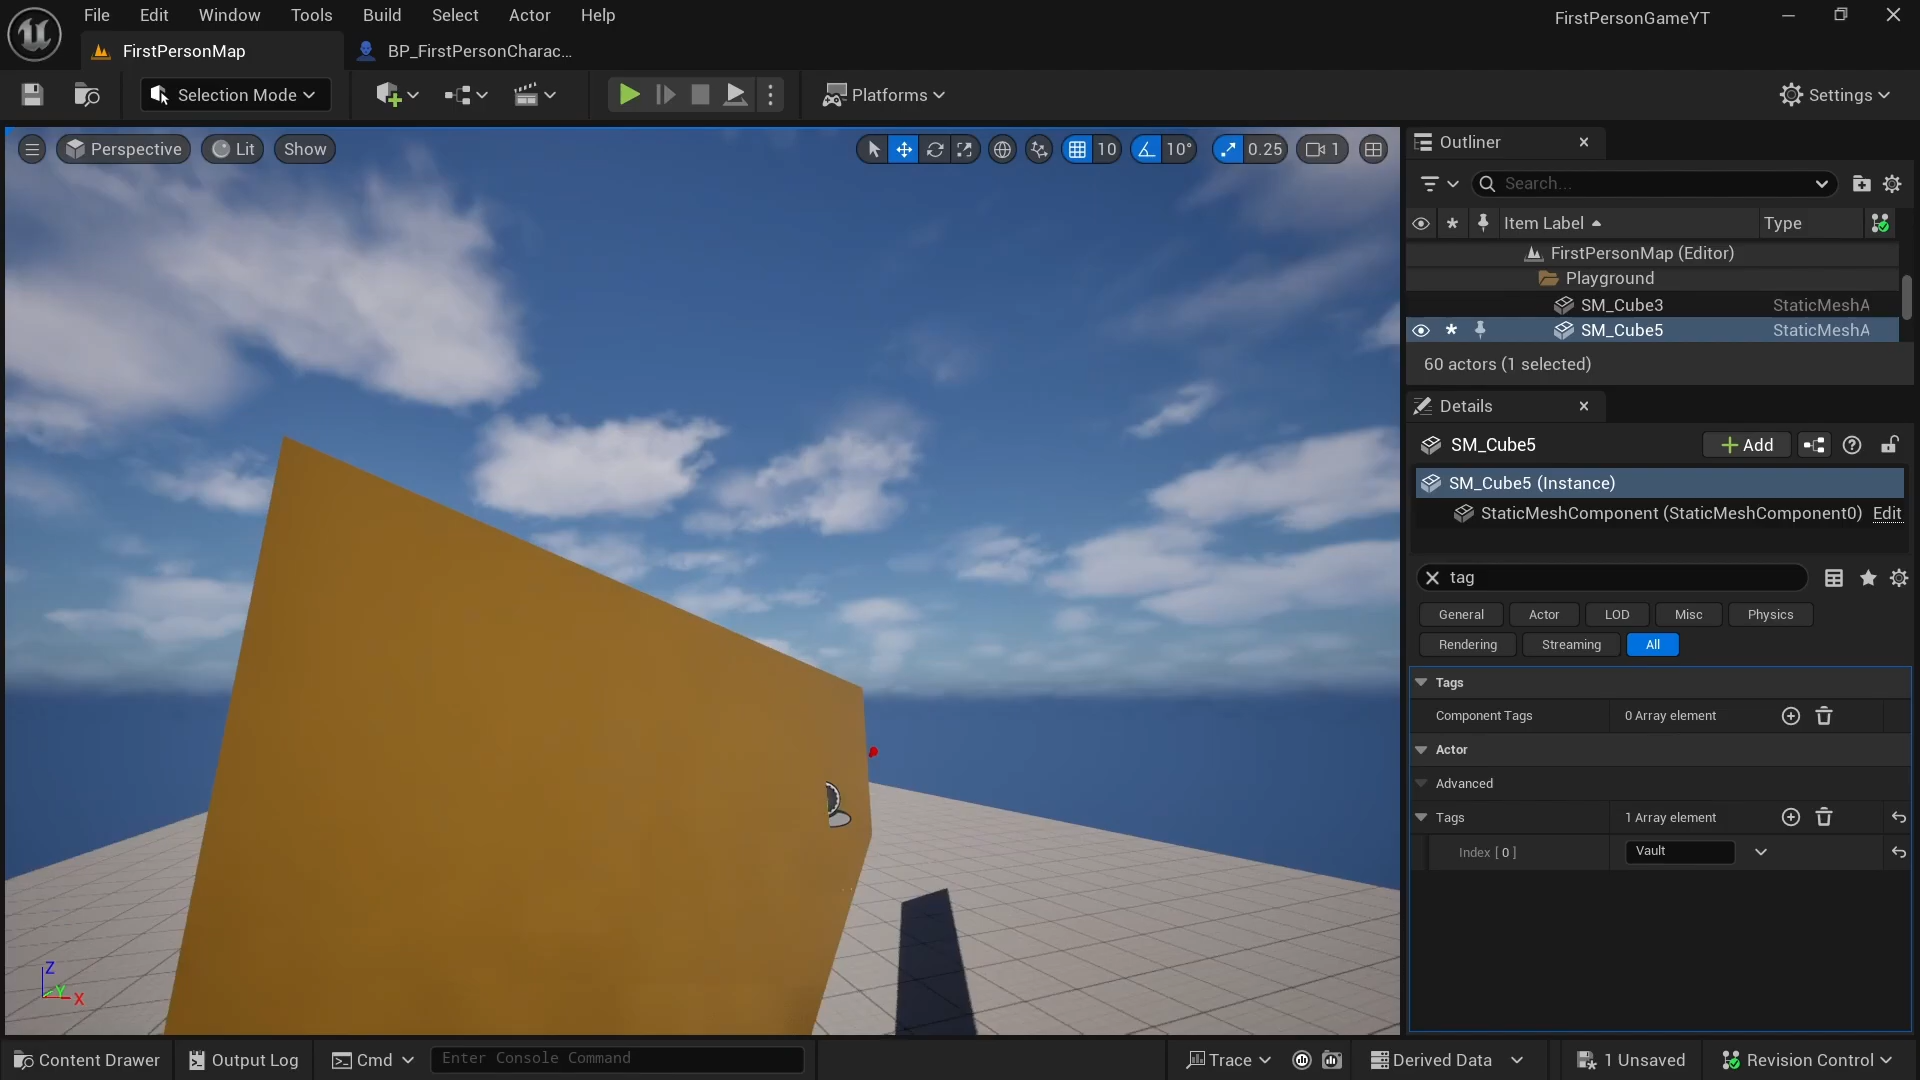 File Edit Window Tools Build Select Actor Help
FirstPersonGameYT
FirstPersonMap
BP_FirstPersonCharac...
Selection Mode
Platforms
Settings
Perspective
Lit
Show
10
10°
0.25
1
Outliner
Search...
Item Label
Type
FirstPersonMap (Editor)
Playground
SM_Cube3 StaticMeshA
SM_Cube5 StaticMeshA
60 actors (1 selected)
Details
SM_Cube5
Add
SM_Cube5 (Instance)
StaticMeshComponent (StaticMeshComponent0) Edit
tag
General Actor LOD Misc Physics
Rendering Streaming All
Tags
Component Tags 0 Array element
Actor
Advanced
Tags 1 Array element
Index [ 0 ] Vault
Z
Y
X
Content Drawer
Output Log
Cmd
Enter Console Command
Trace
Derived Data
1 Unsaved
Revision Control